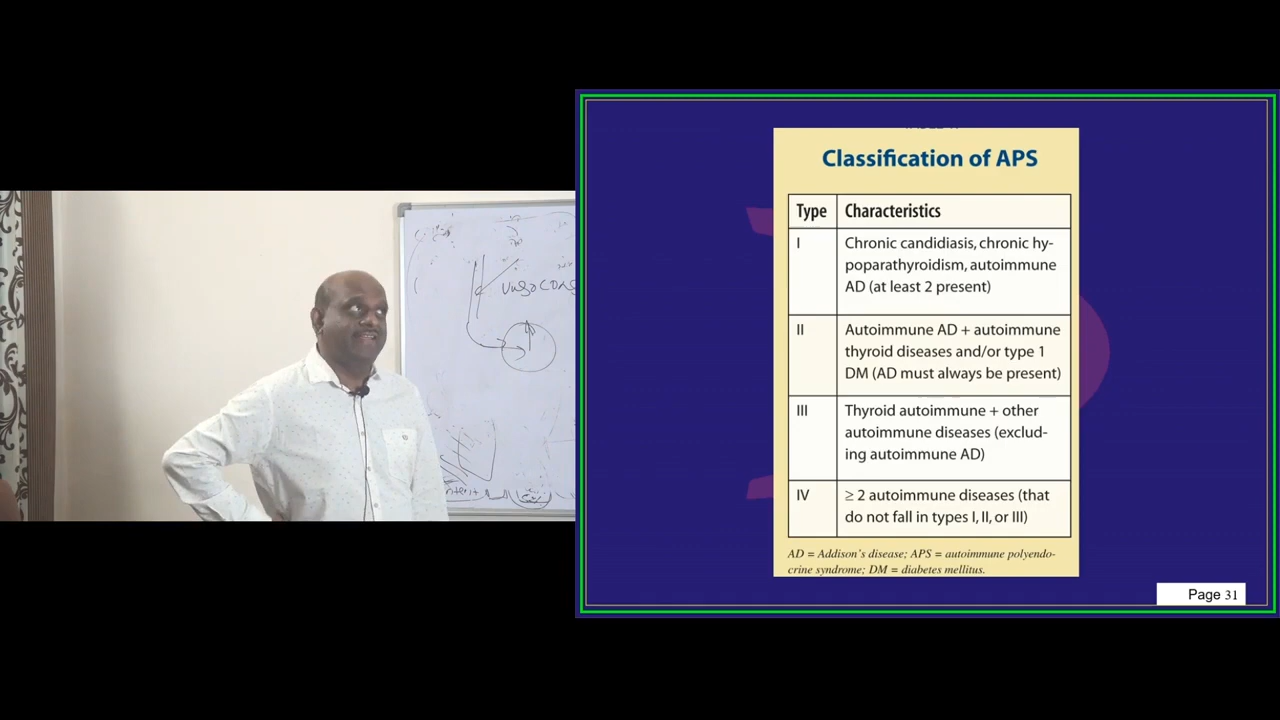 Classification of APS
Type Characteristics
I Chronic candidiasis, chronic hy-
poparathyroidism, autoimmune
AD (at least 2 present)
II Autoimmune AD + autoimmune
thyroid diseases and/or type 1
DM (AD must always be present)
III Thyroid autoimmune + other
autoimmune diseases (exclud-
ing autoimmune AD)
IV ≥ 2 autoimmune diseases (that
do not fall in types I, II, or III)
AD = Addison's disease; APS = autoimmune polyendo-
crine syndrome; DM = diabetes mellitus.
Page 31